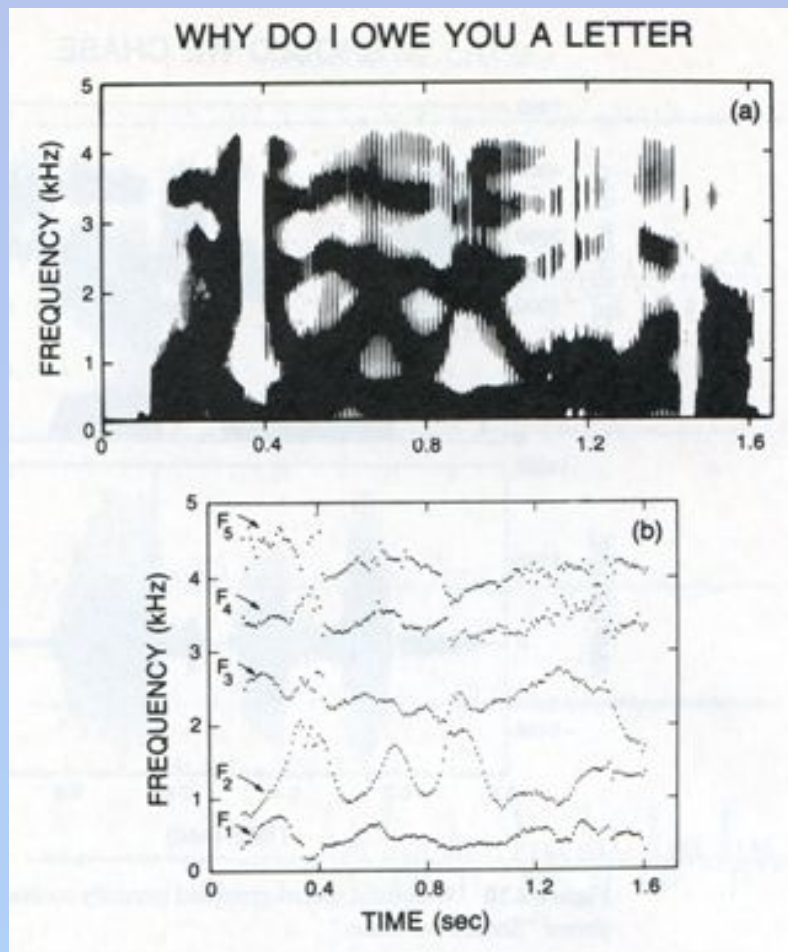 WHY DO I OWE YOU A LETTER
(a)
FREQUENCY (kHz)
5
4
3
2
1
0
0 0.4 0.8 1.2 1.6
(b)
FREQUENCY (kHz)
5
4
3
2
1
0
F5
F4
F3
F2
F1
0 0.4 0.8 1.2 1.6
TIME (sec)